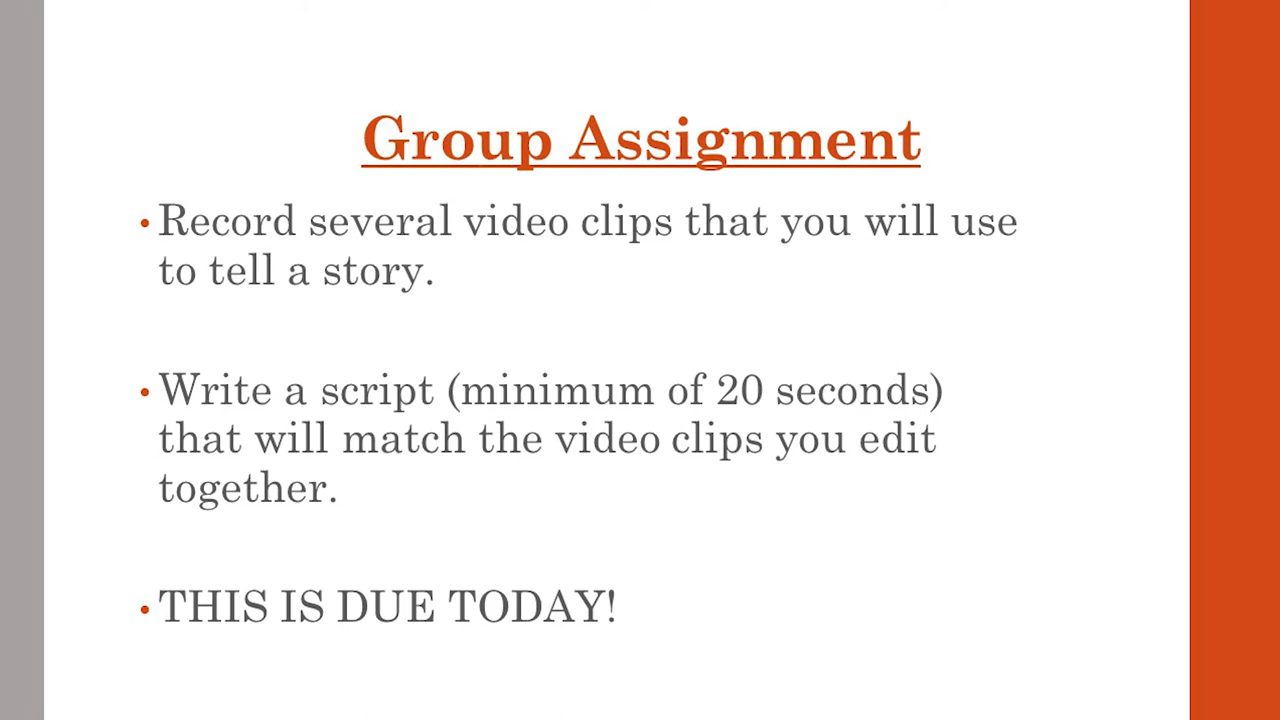 Group Assignment
• Record several video clips that you will use
to tell a story.
• Write a script (minimum of 20 seconds)
that will match the video clips you edit
together.
• THIS IS DUE TODAY!